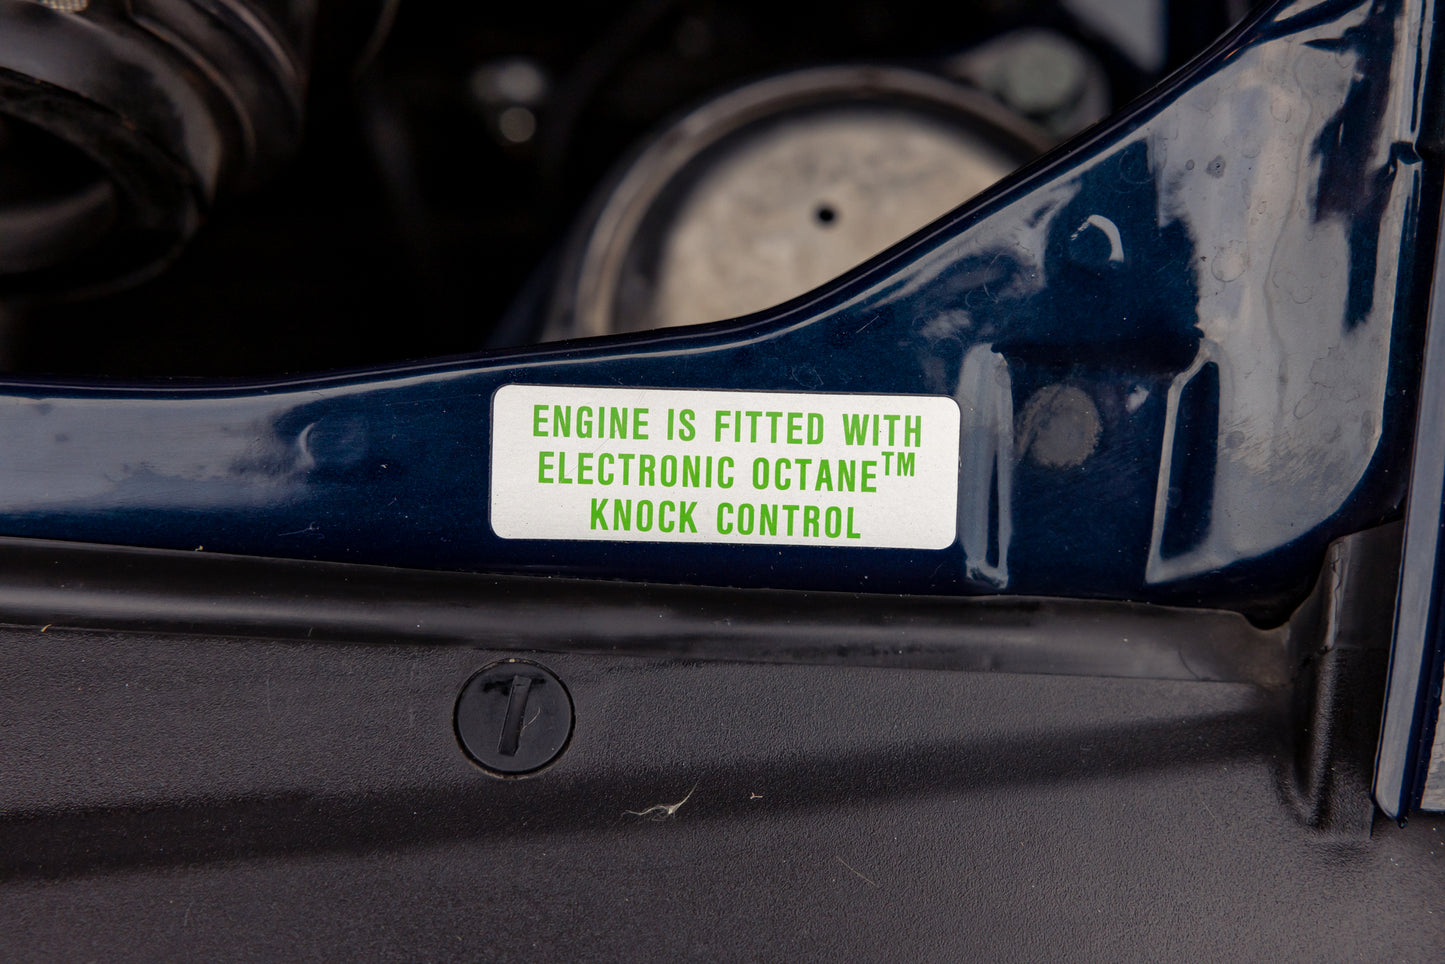 ENGINE IS FITTED WITH
ELECTRONIC OCTANE™
KNOCK CONTROL